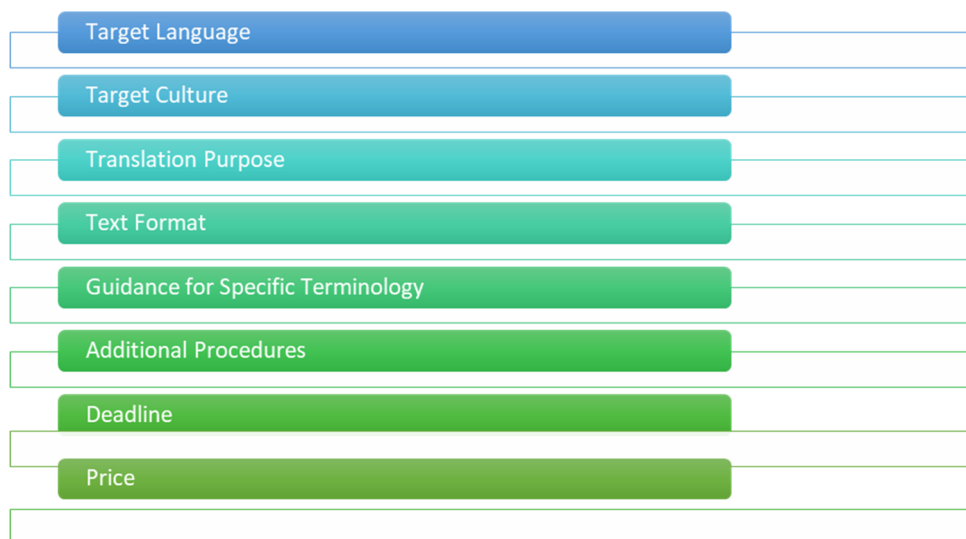 Target Language
Target Culture
Translation Purpose
Text Format
Guidance for Specific Terminology
Additional Procedures
Deadline
Price